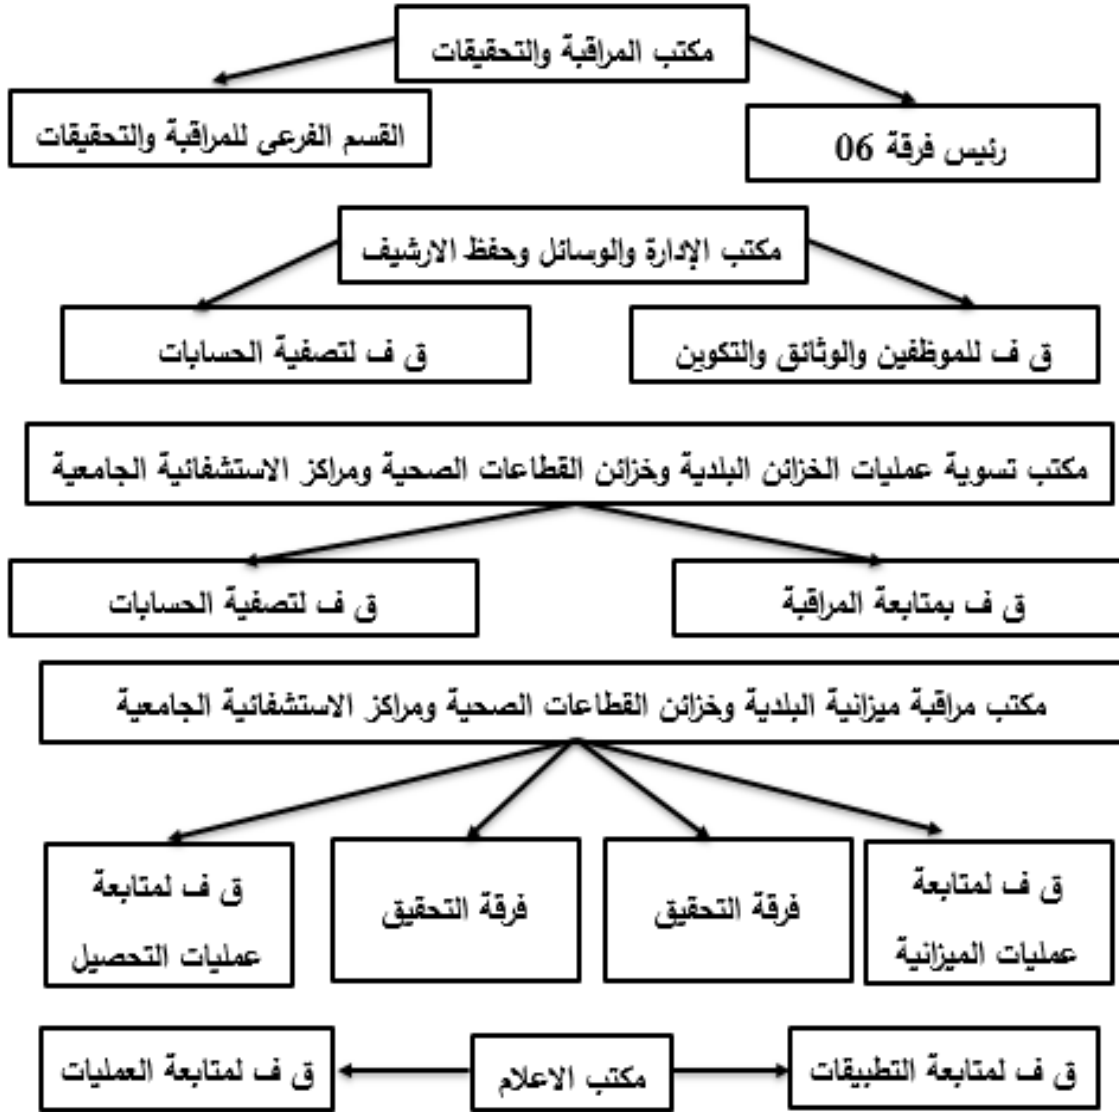 مكتب المراقبة والتحقيقات
رئيس فرقة 06
القسم الفرعي للمراقبة والتحقيقات
مكتب الإدارة والوسائل وحفظ الارشيف
ق ف للموظفين والوثائق والتكوين
ق ف لتصفية الحسابات
مكتب تسوية عمليات الخزائن البلدية وخزائن القطاعات الصحية ومراكز الاستشفائية الجامعية
ق ف بمتابعة المراقبة
ق ف لتصفية الحسابات
مكتب مراقبة ميزانية البلدية وخزائن القطاعات الصحية ومراكز الاستشفائية الجامعية
ق ف لمتابعة
عمليات الميزانية
فرقة التحقيق
فرقة التحقيق
ق ف لمتابعة
عمليات التحصيل
ق ف لمتابعة التطبيقات
مكتب الاعلام
ق ف لمتابعة العمليات